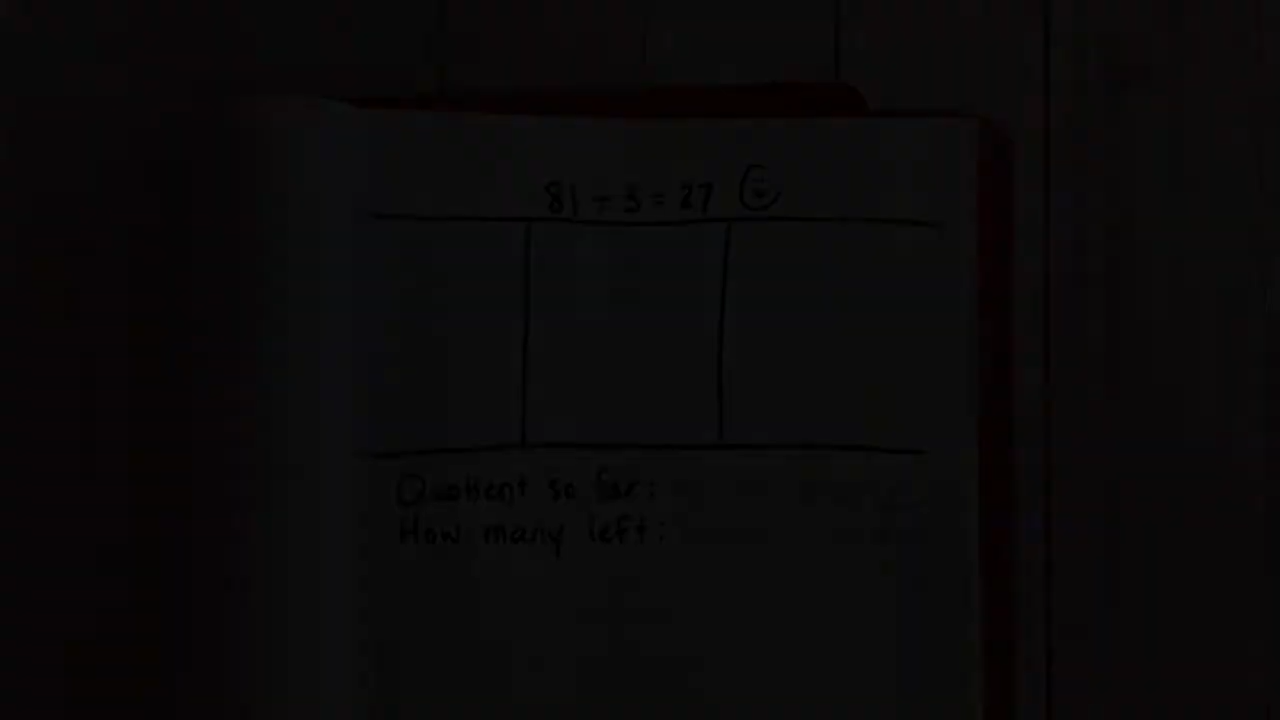 81 ÷ 3 = 27
Quotient so far:
How many left: